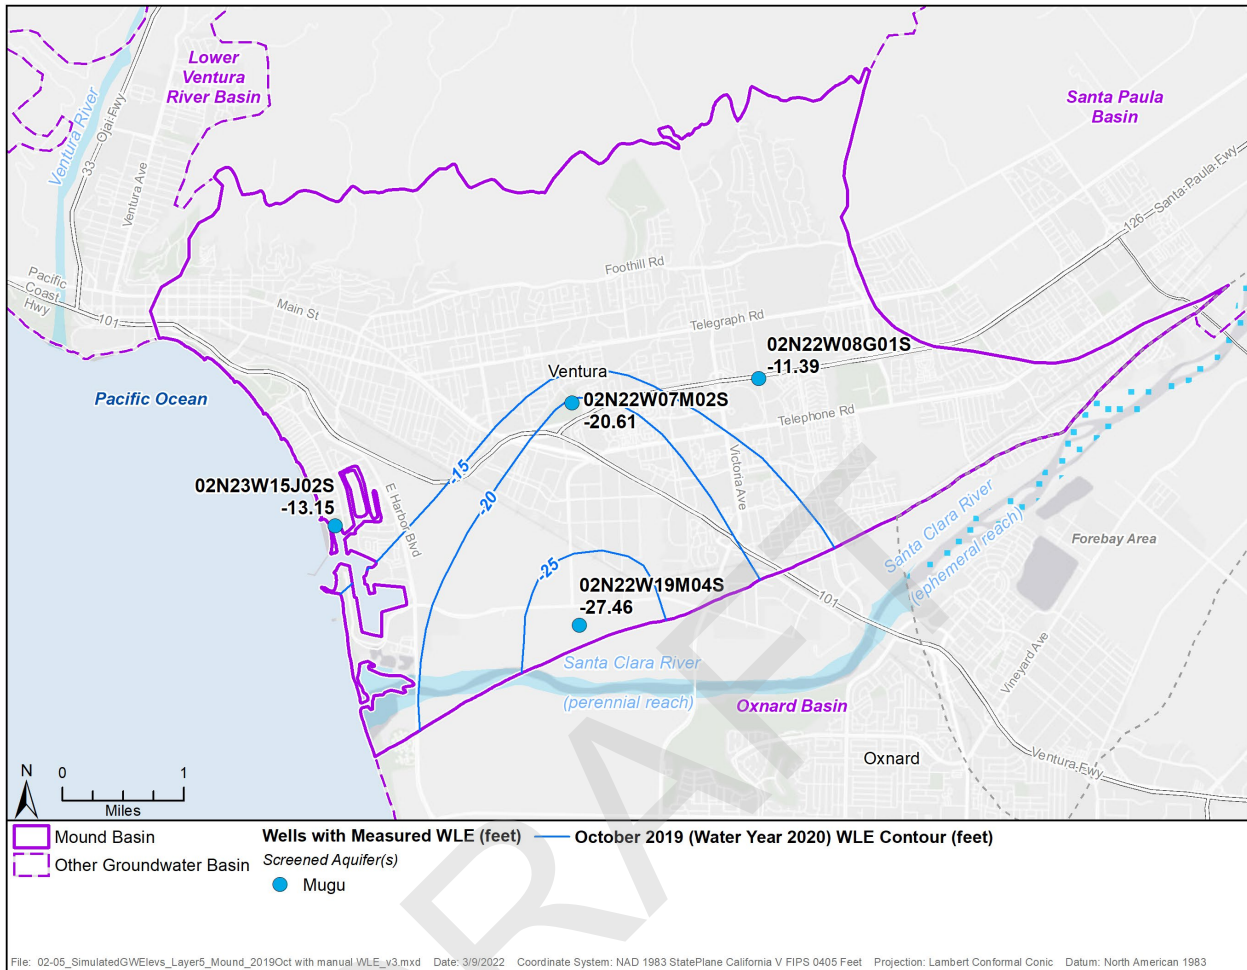 Lower
Ventura
River Basin
Santa Paula
Basin
Ventura River
33
Ojai Fwy
Ventura Ave
126
Santa Paula Fwy
Pacific
Coast
Hwy
101
Main St
Foothill Rd
Telegraph Rd
02N22W08G01S
-11.39
Ventura
Pacific Ocean
02N22W07M02S
-20.61
Telephone Rd
Victoria Ave
-15
-20
02N23W15J02S
-13.15
E Harbor Blvd
Santa Clara River
(ephemeral reach)
Forebay Area
-25
02N22W19M04S
-27.46
101
Vineyard Ave
Santa Clara River
(perennial reach)
Oxnard Basin
Oxnard
Ventura Fwy
N
0 1
Miles
DRAFT
Mound Basin
Other Groundwater Basin
Wells with Measured WLE (feet)
Screened Aquifer(s)
Mugu
October 2019 (Water Year 2020) WLE Contour (feet)
File: 02-05_SimulatedGWElevs_Layer5_Mound_2019Oct with manual WLE_v3.mxd Date: 3/9/2022 Coordinate System: NAD 1983 StatePlane California V FIPS 0405 Feet Projection: Lambert Conformal Conic Datum: North American 1983